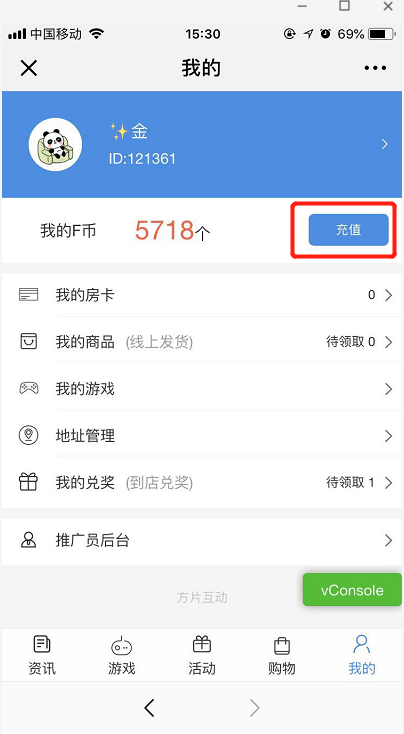 中国移动 15:30 69%
我的
金
ID:121361
我的F币 5718个 充值
我的房卡 0
我的商品 (线上发货) 待领取 0
我的游戏
地址管理
我的兑奖 (到店兑奖) 待领取 1
推广员后台
方片互动
vConsole
资讯 游戏 活动 购物 我的